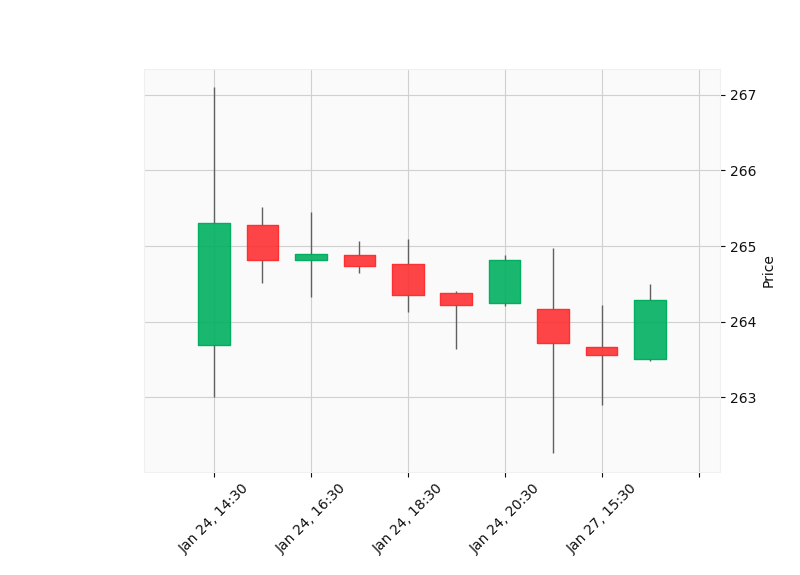 267
266
265
264
263
Price
Jan 24, 14:30
Jan 24, 16:30
Jan 24, 18:30
Jan 24, 20:30
Jan 27, 15:30